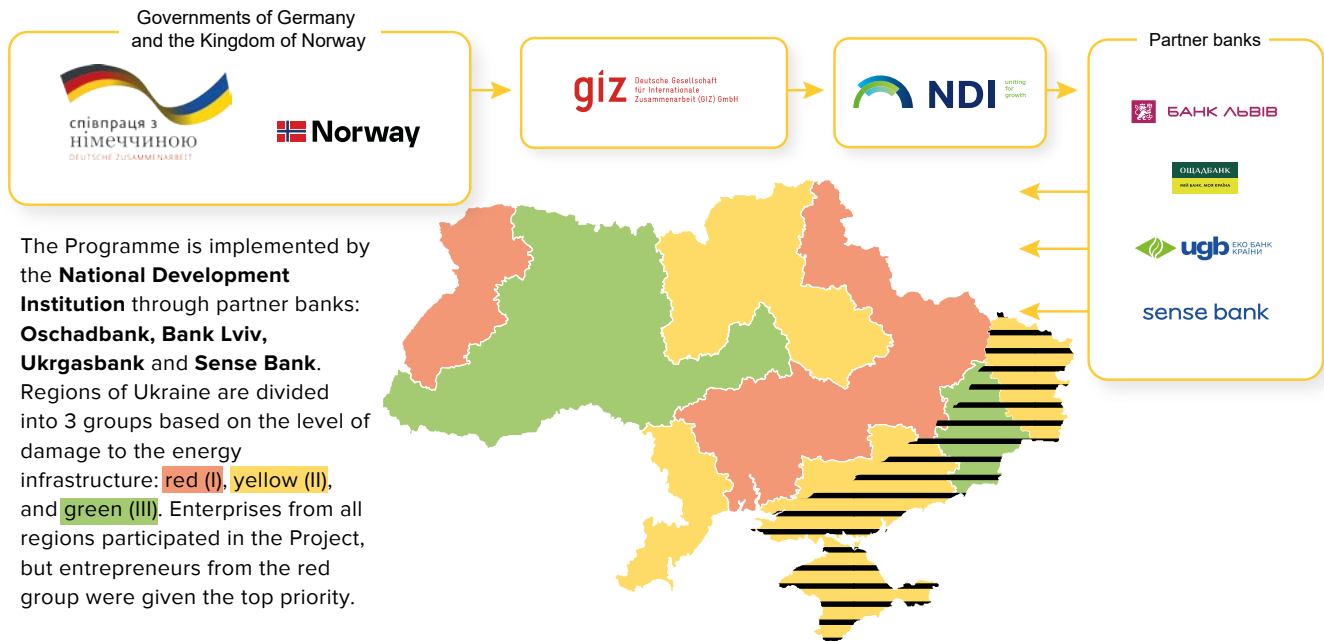 Governments of Germany
and the Kingdom of Norway
співпраця з
німеччиною
DEUTSCHE ZUSAMMENARBEIT
Norway
giz
Deutsche Gesellschaft
für Internationale
Zusammenarbeit (GIZ) GmbH
NDI
uniting
for
growth
Partner banks
БАНК ЛЬВІВ
ОЩАДБАНК
МІЙ БАНК. МОЯ КРАЇНА
ugb
ЕКО БАНК
КРАЇНИ
sense bank
The Programme is implemented by
the National Development
Institution through partner banks:
Oschadbank, Bank Lviv,
Ukrgasbank and Sense Bank.
Regions of Ukraine are divided
into 3 groups based on the level of
damage to the energy
infrastructure: red (I), yellow (II),
and green (III). Enterprises from all
regions participated in the Project,
but entrepreneurs from the red
group were given the top priority.